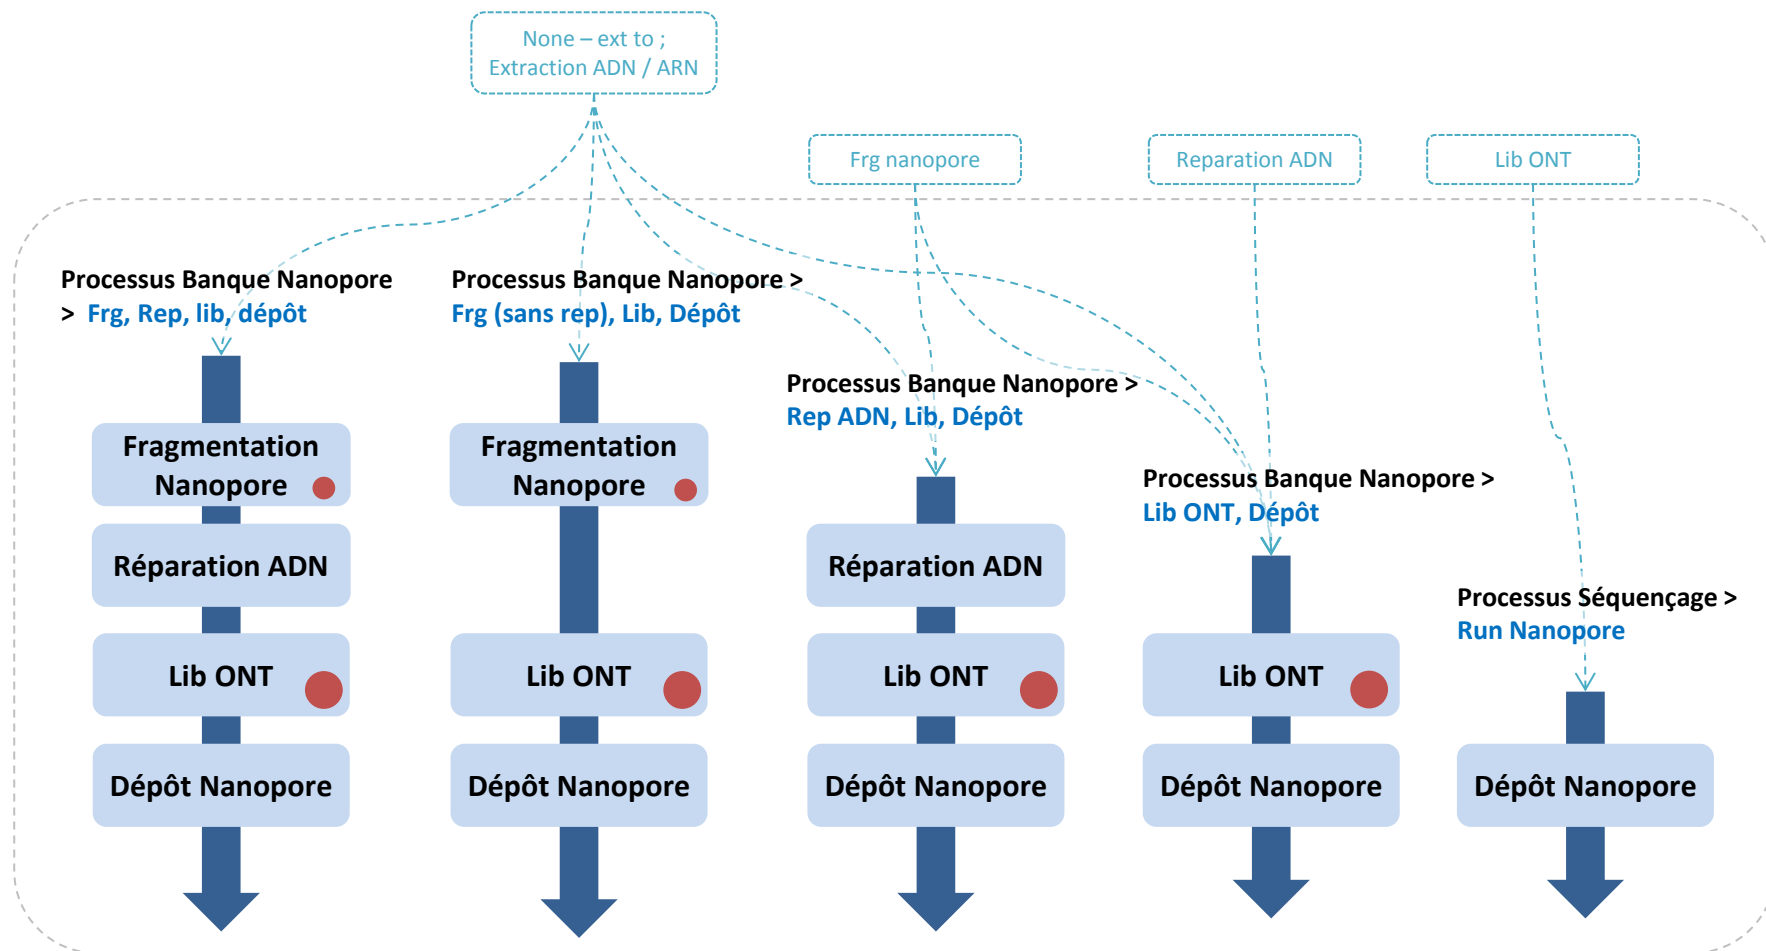 None – ext to ;
Extraction ADN / ARN
Frg nanopore
Reparation ADN
Lib ONT
Processus Banque Nanopore
> Frg, Rep, lib, dépôt
Fragmentation
Nanopore
Réparation ADN
Lib ONT
Dépôt Nanopore
Processus Banque Nanopore >
Frg (sans rep), Lib, Dépôt
Fragmentation
Nanopore
Lib ONT
Dépôt Nanopore
Processus Banque Nanopore >
Rep ADN, Lib, Dépôt
Réparation ADN
Lib ONT
Dépôt Nanopore
Processus Banque Nanopore >
Lib ONT, Dépôt
Lib ONT
Dépôt Nanopore
Processus Séquençage >
Run Nanopore
Dépôt Nanopore